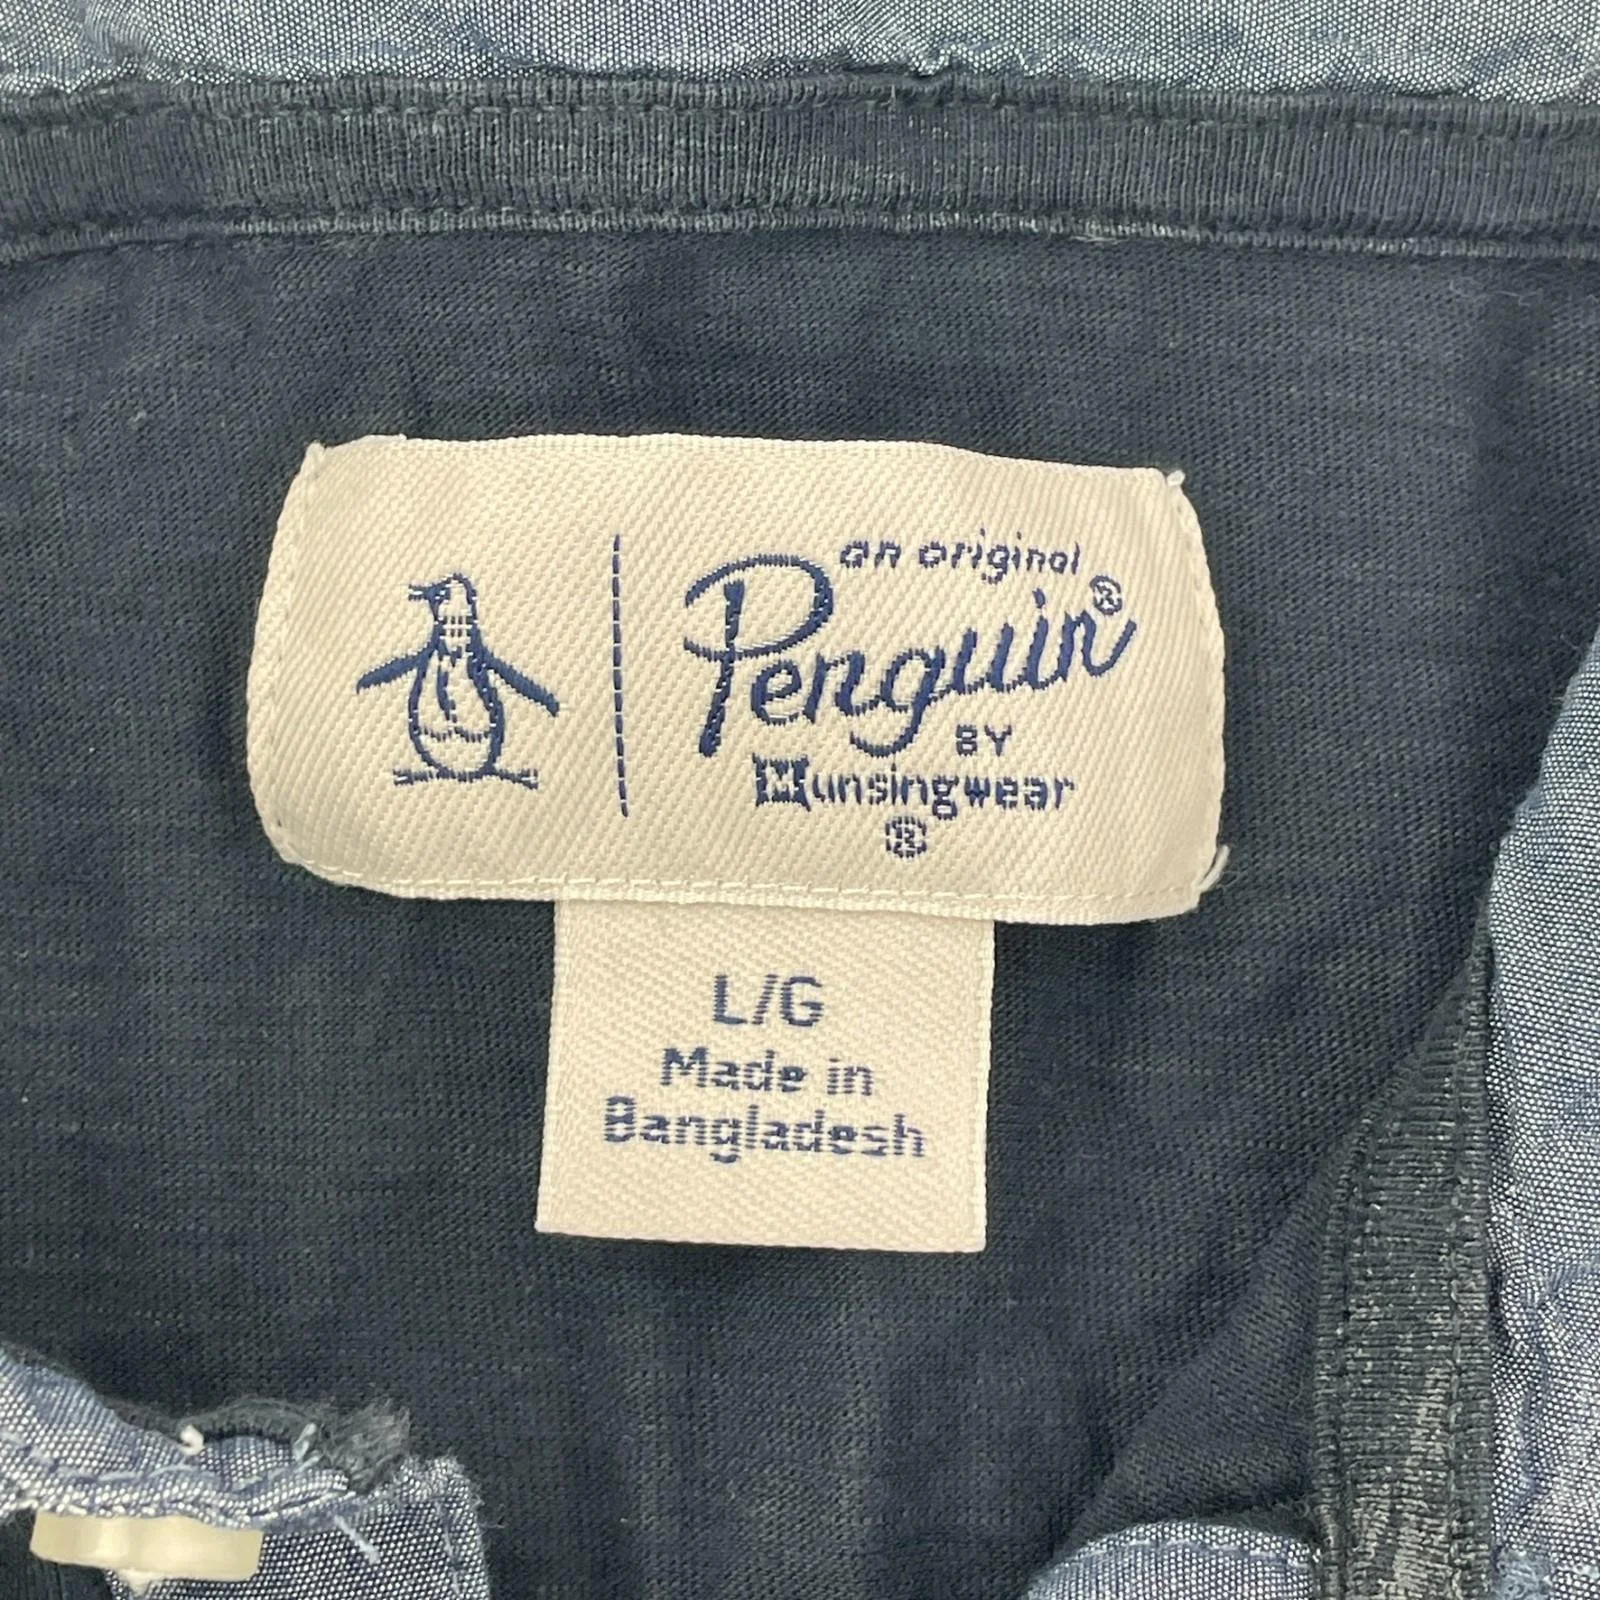 an original
Penguin®
BY
Munsingwear
®
L/G
Made in
Bangladesh